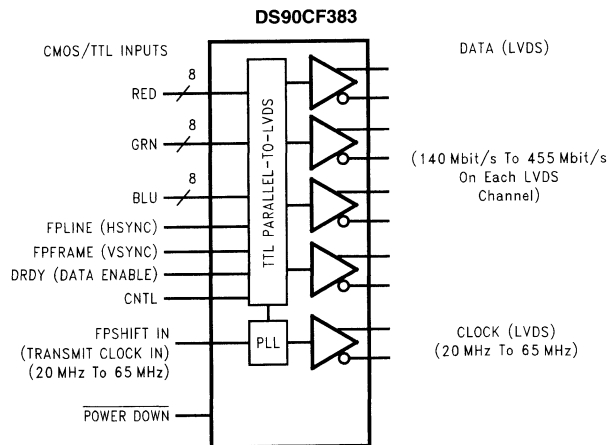 DS90CF383
CMOS/TTL INPUTS
DATA (LVDS)
8
RED
8
GRN
(140 Mbit/s To 455 Mbit/s
On Each LVDS
Channel)
8
BLU
TTL PARALLEL-TO-LVDS
FPLINE (HSYNC)
FPFRAME (VSYNC)
DRDY (DATA ENABLE)
CNTL
FPSHIFT IN
(TRANSMIT CLOCK IN)
(20 MHz To 65 MHz)
PLL
CLOCK (LVDS)
(20 MHz To 65 MHz)
POWER DOWN